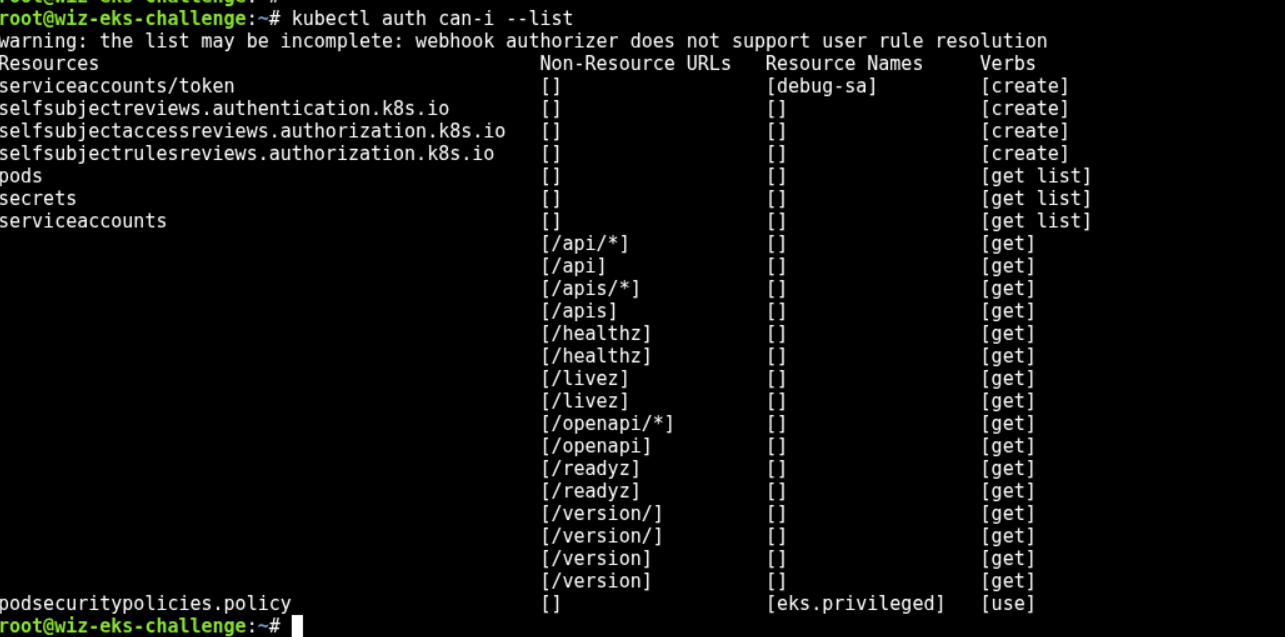 root@wiz-eks-challenge:~# kubectl auth can-i --list
warning: the list may be incomplete: webhook authorizer does not support user rule resolution
Resources Non-Resource URLs Resource Names Verbs
serviceaccounts/token [] [debug-sa] [create]
selfsubjectreviews.authentication.k8s.io [] [] [create]
selfsubjectaccessreviews.authorization.k8s.io [] [] [create]
selfsubjectrulesreviews.authorization.k8s.io [] [] [create]
pods [] [] [get list]
secrets [] [] [get list]
serviceaccounts [] [] [get list]
[/api/*] [] [get]
[/api] [] [get]
[/apis/*] [] [get]
[/apis] [] [get]
[/healthz] [] [get]
[/healthz] [] [get]
[/livez] [] [get]
[/livez] [] [get]
[/openapi/*] [] [get]
[/openapi] [] [get]
[/readyz] [] [get]
[/readyz] [] [get]
[/version/] [] [get]
[/version/] [] [get]
[/version] [] [get]
[/version] [] [get]
podsecuritypolicies.policy [] [eks.privileged] [use]
root@wiz-eks-challenge:~#